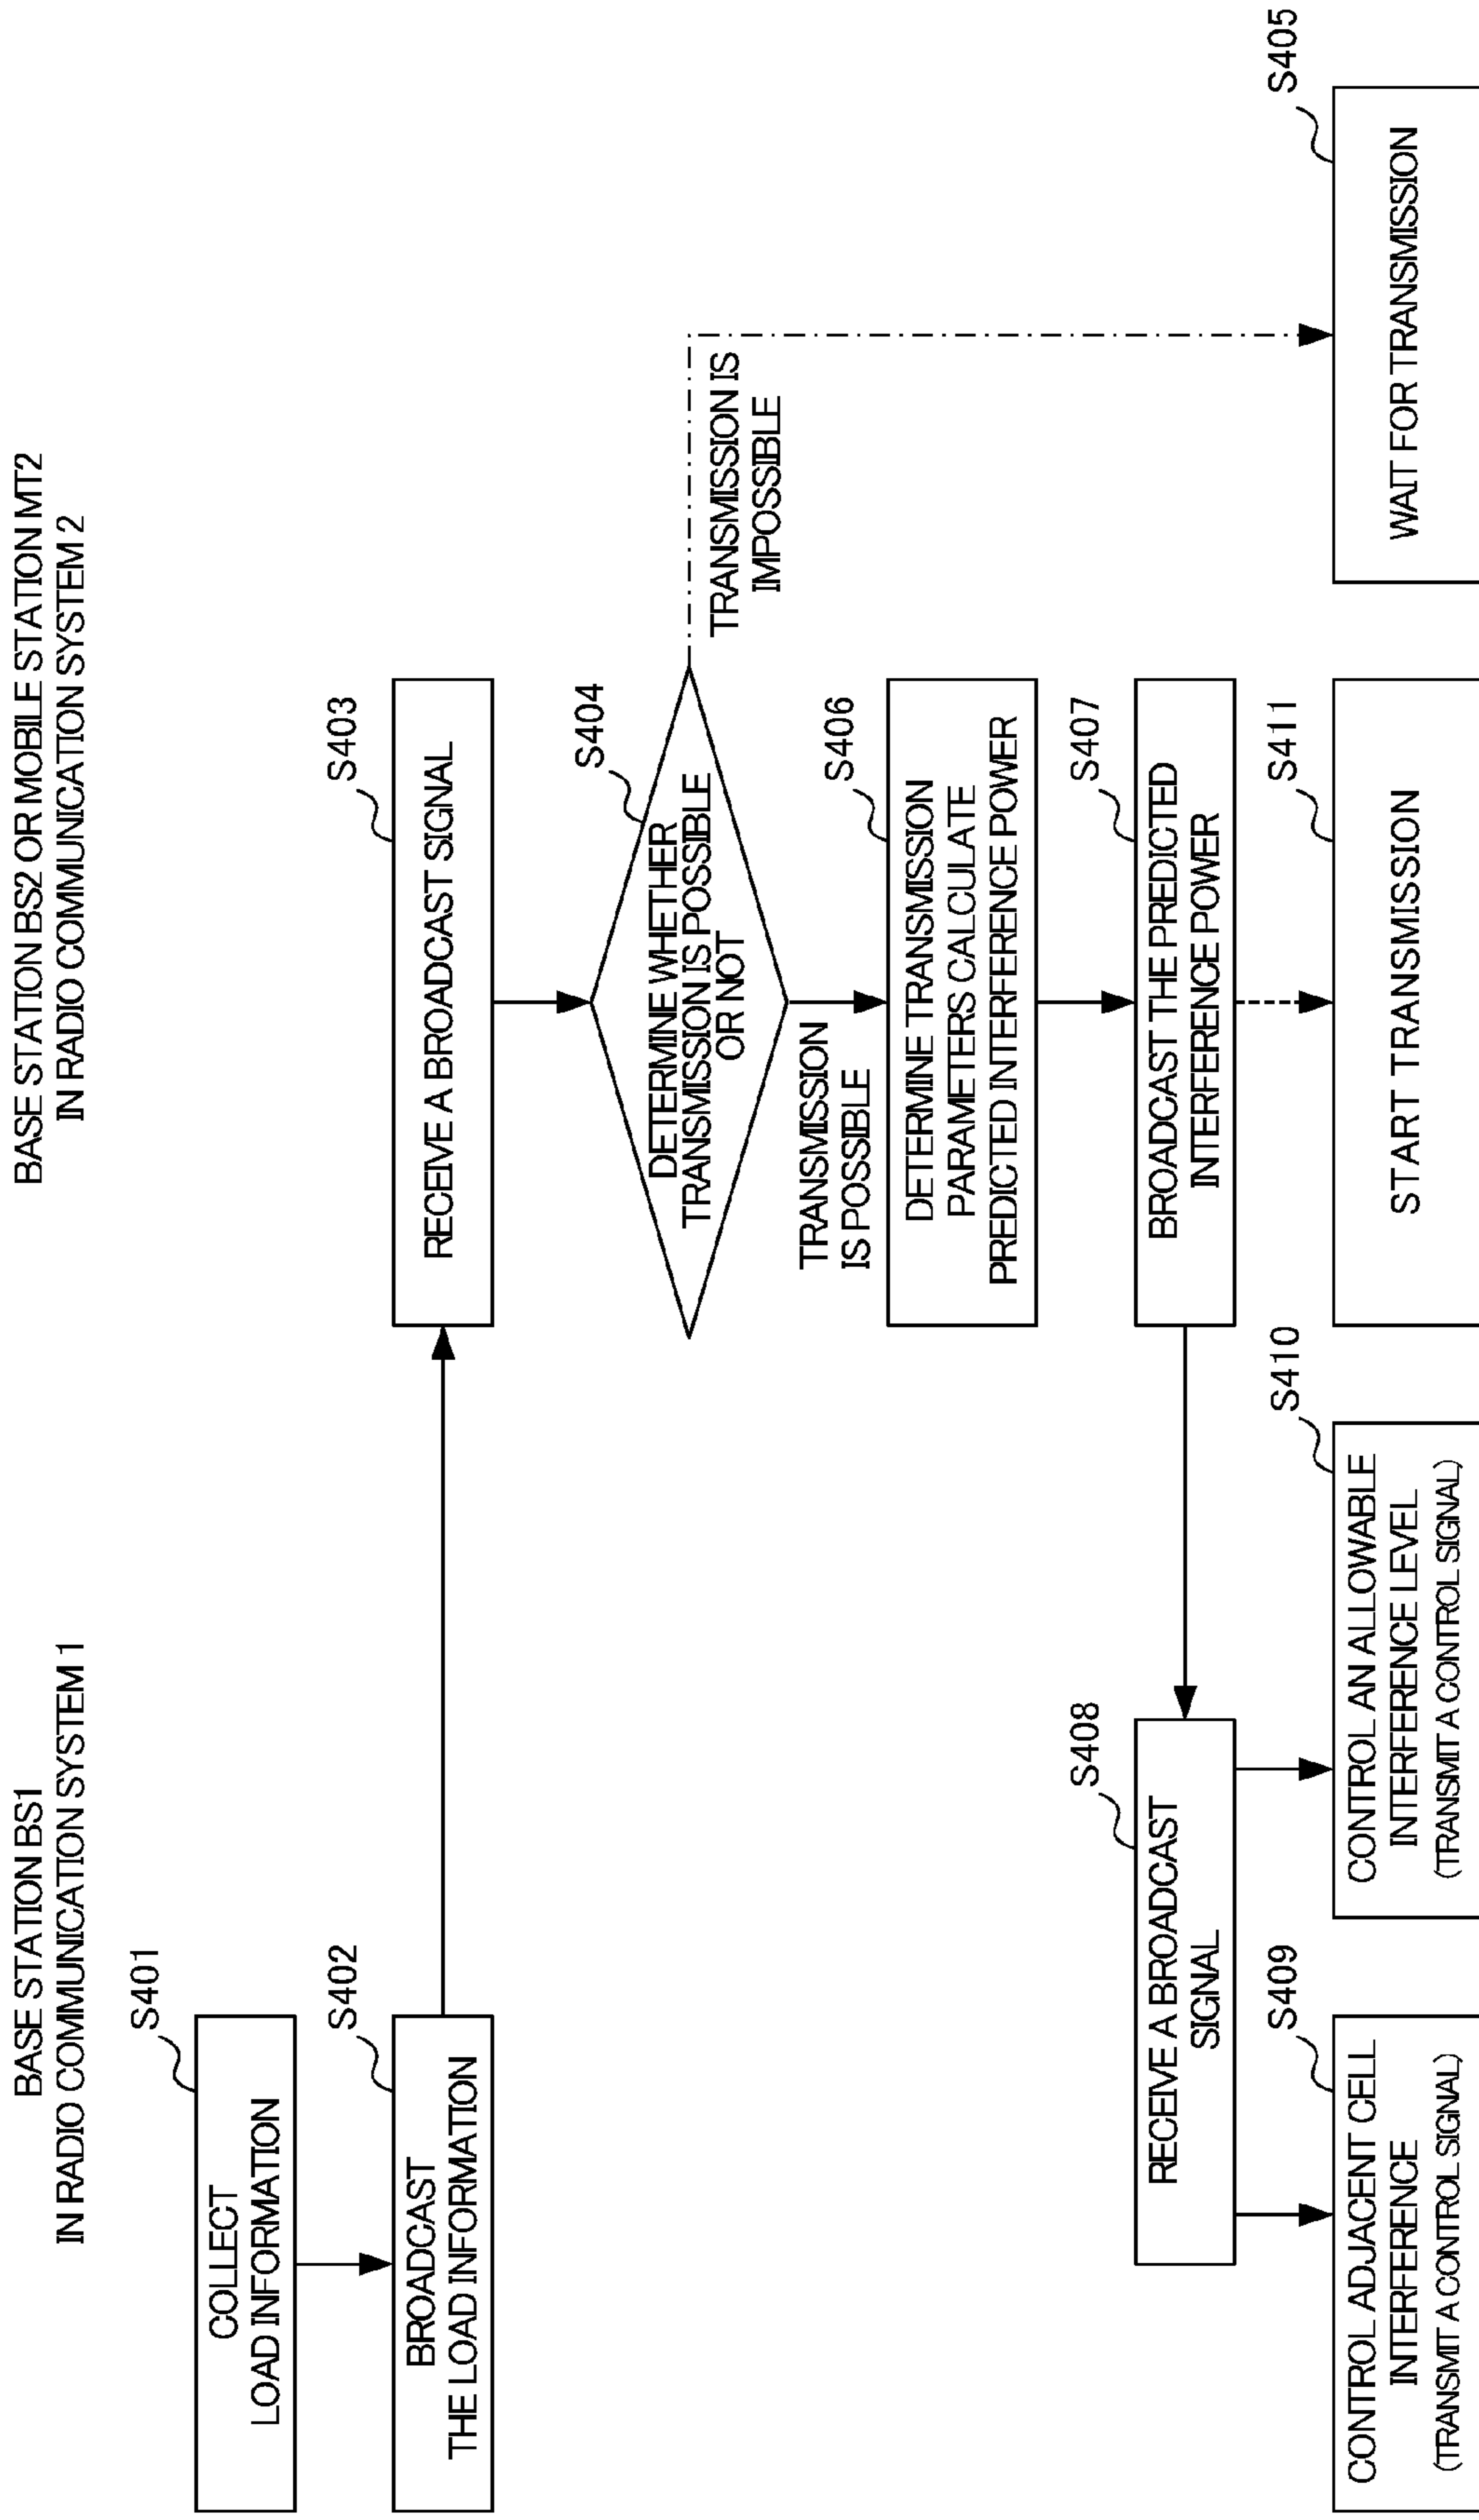 BASE STATION BS1
IN RADIO COMMUNICATION SYSTEM 1
BASE STATION BS2 OR MOBILE STATION MT2
IN RADIO COMMUNICATION SYSTEM 2
S401
COLLECT
LOAD INFORMATION
S402
BROADCAST
THE LOAD INFORMATION
S403
RECEIVE A BROADCAST SIGNAL
S404
DETERMINE WHETHER
TRANSMISSION IS POSSIBLE
OR NOT
TRANSMISSION IS
IMPOSSIBLE
TRANSMISSION
IS POSSIBLE
S406
DETERMINE TRANSMISSION
PARAMETERS CALCULATE
PREDICTED INTERFERENCE POWER
S407
BROADCAST THE PREDICTED
INTERFERENCE POWER
S408
RECEIVE A BROADCAST
SIGNAL
S409
CONTROL ADJACENT CELL
INTERFERENCE
(TRANSMIT A CONTROL SIGNAL)
S410
CONTROL AN ALLOWABLE
INTERFERENCE LEVEL
(TRANSMIT A CONTROL SIGNAL)
S411
START TRANSMISSION
S405
WAIT FOR TRANSMISSION